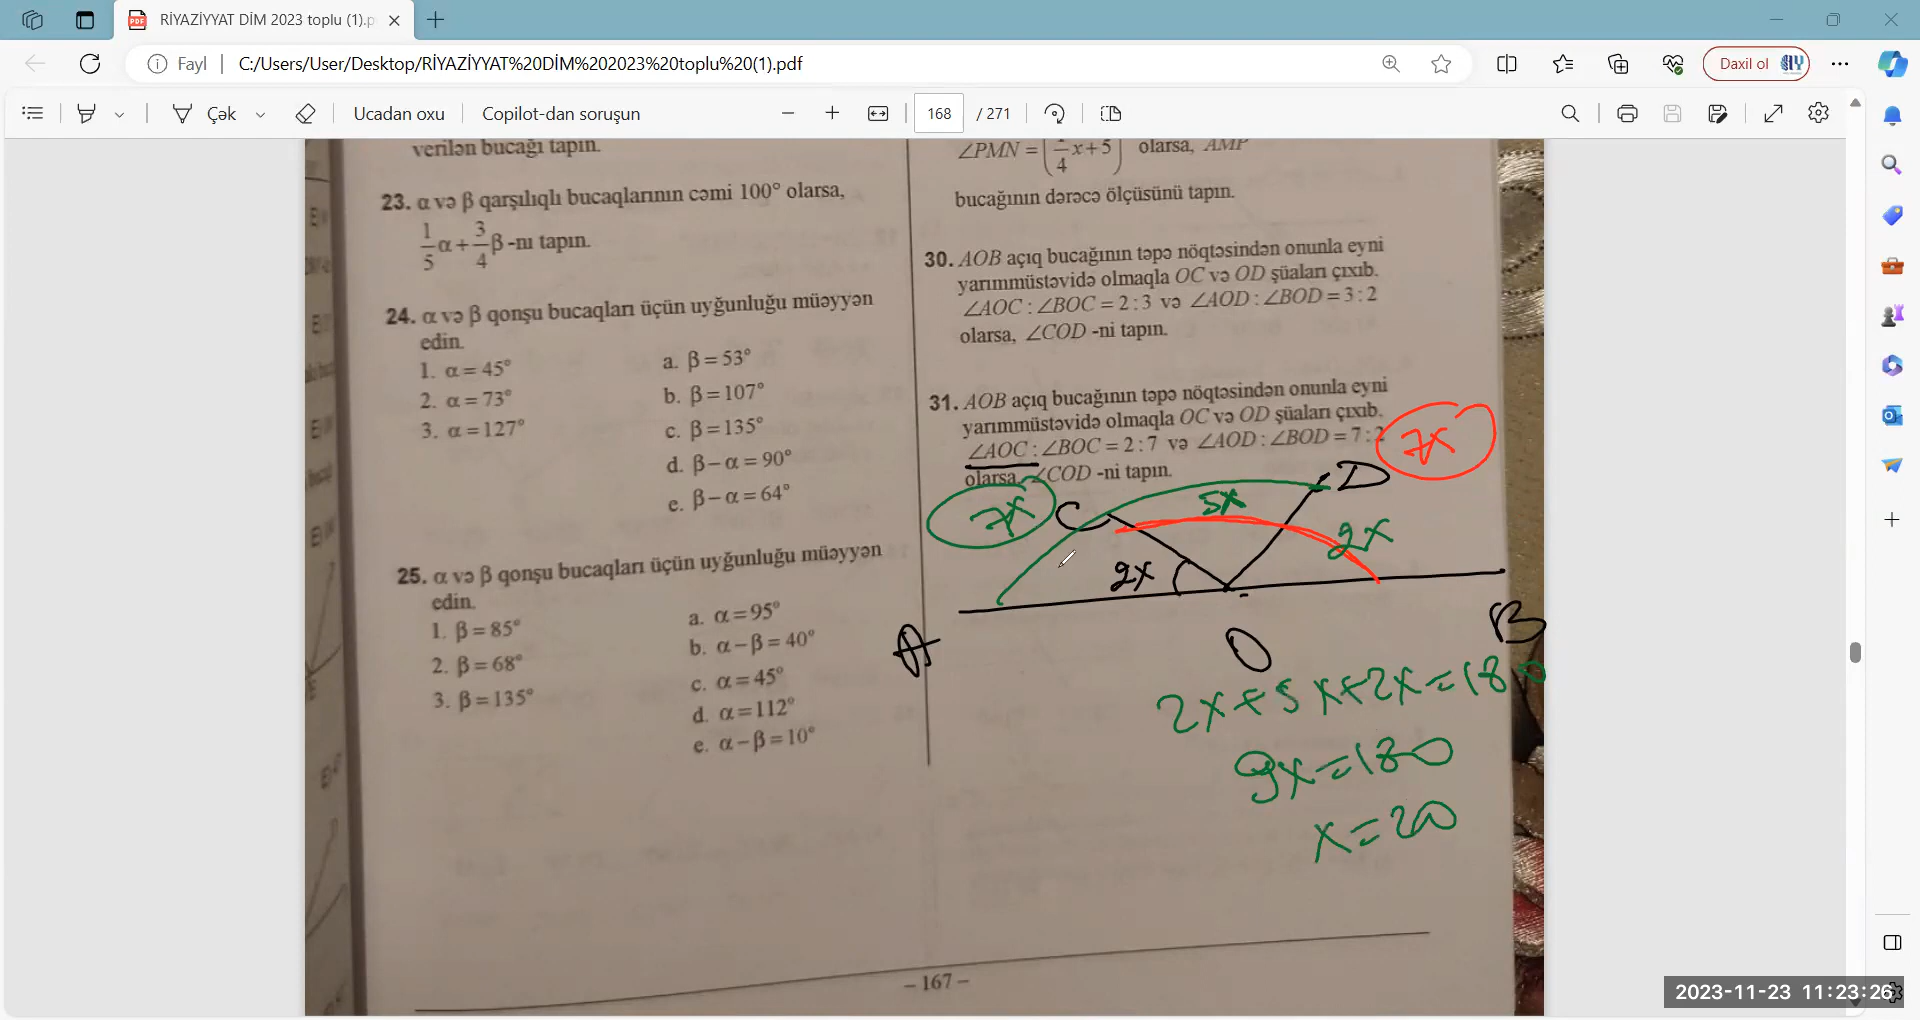 RİYAZİYYAT DİM 2023 toplu (1).p
Fayl
C:/Users/User/Desktop/RİYAZİYYAT%20DİM%202023%20toplu%20(1).pdf
Daxil ol
Çək
Ucadan oxu
Copilot-dan soruşun
168 / 271
verilən bucağı tapın.
23. α və β qarşılıqlı bucaqlarının cəmi 100° olarsa,
1/5 α + 3/4 β -nı tapın.
24. α və β qonşu bucaqları üçün uyğunluğu müəyyən
edin.
1. α = 45°
2. α = 73°
3. α = 127°
a. β = 53°
b. β = 107°
c. β = 135°
d. β − α = 90°
e. β − α = 64°
25. α və β qonşu bucaqları üçün uyğunluğu müəyyən
edin.
1. β = 85°
2. β = 68°
3. β = 135°
a. α = 95°
b. α − β = 40°
c. α = 45°
d. α = 112°
e. α − β = 10°
∠PMN = ( /4 x + 5 ) olarsa, AMP
bucağının dərəcə ölçüsünü tapın.
30. AOB açıq bucağının təpə nöqtəsindən onunla eyni
yarımmüstəvidə olmaqla OC və OD şüaları çıxıb.
∠AOC : ∠BOC = 2 : 3 və ∠AOD : ∠BOD = 3 : 2
olarsa, ∠COD -ni tapın.
31. AOB açıq bucağının təpə nöqtəsindən onunla eyni
yarımmüstəvidə olmaqla OC və OD şüaları çıxıb.
∠AOC : ∠BOC = 2 : 7 və ∠AOD : ∠BOD = 7 : 2
olarsa, ∠COD -ni tapın.
7x
7x
C
5x
D
2x
2x
A
O
B
2x+5x+2x=180
9x=180
x=20
– 167 –
2023-11-23 11:23:26